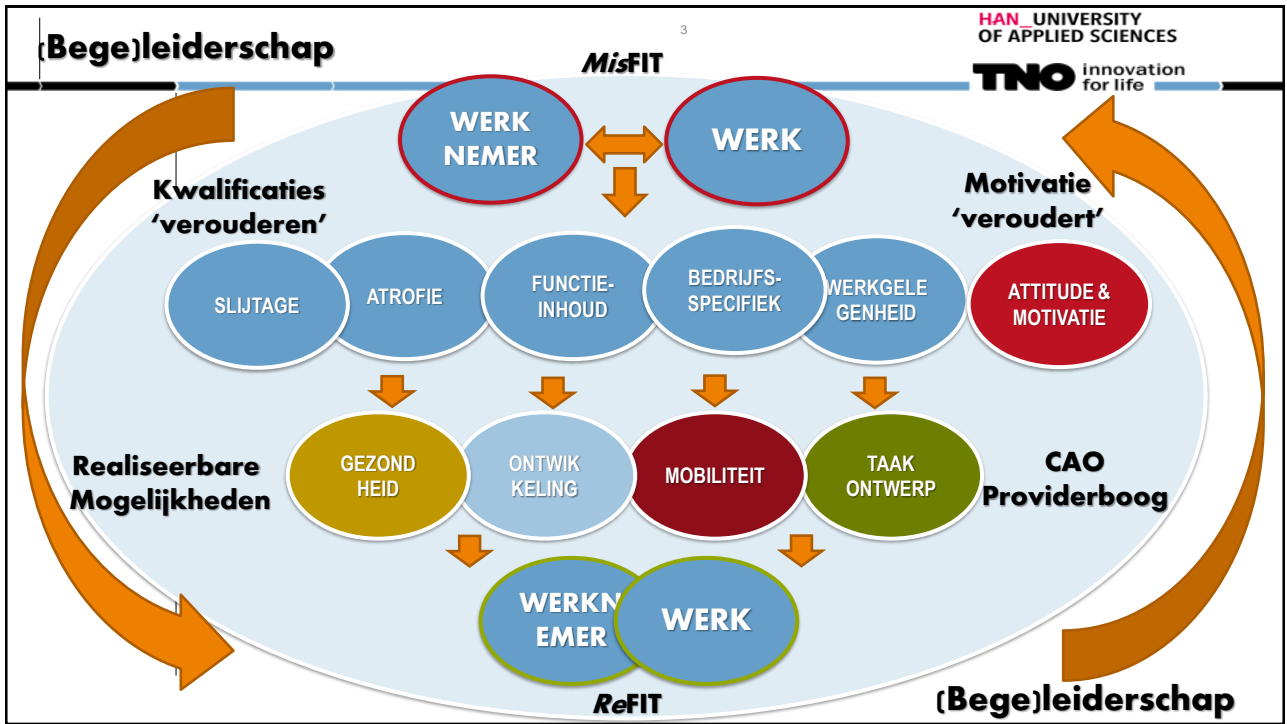 3
HAN_UNIVERSITY
OF APPLIED SCIENCES
(Bege)leiderschap
MisFIT
TNO innovation
for life
WERK
NEMER
WERK
Kwalificaties
‘verouderen’
Motivatie
‘veroudert’
SLIJTAGE
ATROFIE
FUNCTIE-
INHOUD
BEDRIJFS-
SPECIFIEK
WERKGELE
GENHEID
ATTITUDE &
MOTIVATIE
Realiseerbare
Mogelijkheden
GEZOND
HEID
ONTWIK
KELING
MOBILITEIT
TAAK
ONTWERP
CAO
Providerboog
WERKN
EMER
WERK
ReFIT
(Bege)leiderschap